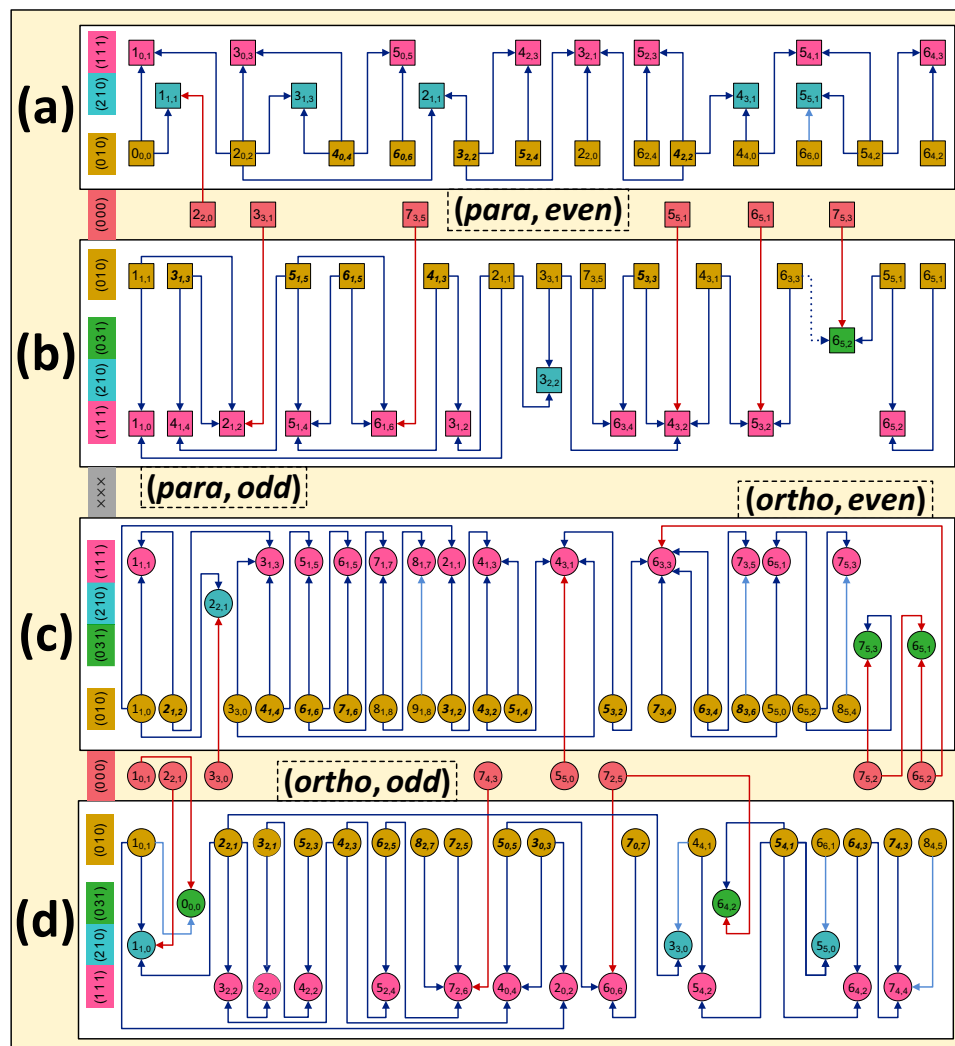 (a)
(111)
(210)
(010)
1₀,₁ 3₀,₃ 5₀,₅ 4₂,₃ 3₂,₁ 5₂,₃ 5₄,₁ 6₄,₃
1₁,₁ 3₁,₃ 2₁,₁ 4₃,₁ 5₅,₁
0₀,₀ 2₀,₂ 4₀,₄ 6₀,₆ 3₂,₂ 5₂,₄ 2₂,₀ 6₂,₄ 4₂,₂ 4₄,₀ 6₆,₀ 5₄,₂ 6₄,₂
(000)
2₂,₀ 3₃,₁ 7₃,₅ 5₅,₁ 6₅,₁ 7₅,₃
(para, even)
(b)
(010)
(031)
(210)
(111)
1₁,₁ 3₁,₃ 5₁,₅ 6₁,₅ 4₁,₃ 2₁,₁ 3₃,₁ 7₃,₅ 5₃,₃ 4₃,₁ 6₃,₃ 5₅,₁ 6₅,₁
6₅,₂
3₂,₂
1₁,₀ 4₁,₄ 2₁,₂ 5₁,₄ 6₁,₆ 3₁,₂ 6₃,₄ 4₃,₂ 5₃,₂ 6₅,₂
×××
(para, odd)
(ortho, even)
(c)
(111)
(210)
(031)
(010)
1₁,₁ 3₁,₃ 5₁,₅ 6₁,₅ 7₁,₇ 8₁,₇ 2₁,₁ 4₁,₃ 4₃,₁ 6₃,₃ 7₃,₅ 6₅,₁ 7₅,₃
2₂,₁
7₅,₃ 6₅,₁
1₁,₀ 2₁,₂ 3₃,₀ 4₁,₄ 6₁,₆ 7₁,₆ 8₁,₈ 9₁,₈ 3₁,₂ 4₃,₂ 5₁,₄ 5₃,₂ 7₃,₄ 6₃,₄ 8₃,₆ 5₅,₀ 6₅,₂ 8₅,₄
(000)
1₀,₁ 2₂,₁ 3₃,₀ 7₄,₃ 5₅,₀ 7₂,₅ 7₅,₂ 6₅,₂
(ortho, odd)
(d)
(010)
(031)
(210)
(111)
1₀,₁ 2₂,₁ 3₂,₁ 5₂,₃ 4₂,₃ 6₂,₅ 8₂,₇ 7₂,₅ 5₀,₅ 3₀,₃ 7₀,₇ 4₄,₁ 5₄,₁ 6₆,₁ 6₄,₃ 7₄,₃ 8₄,₅
0₀,₀ 6₄,₂
1₁,₀ 3₃,₀ 5₅,₀
3₂,₂ 2₂,₀ 4₂,₂ 5₂,₄ 7₂,₆ 4₀,₄ 2₀,₂ 6₀,₆ 5₄,₂ 6₄,₂ 7₄,₄